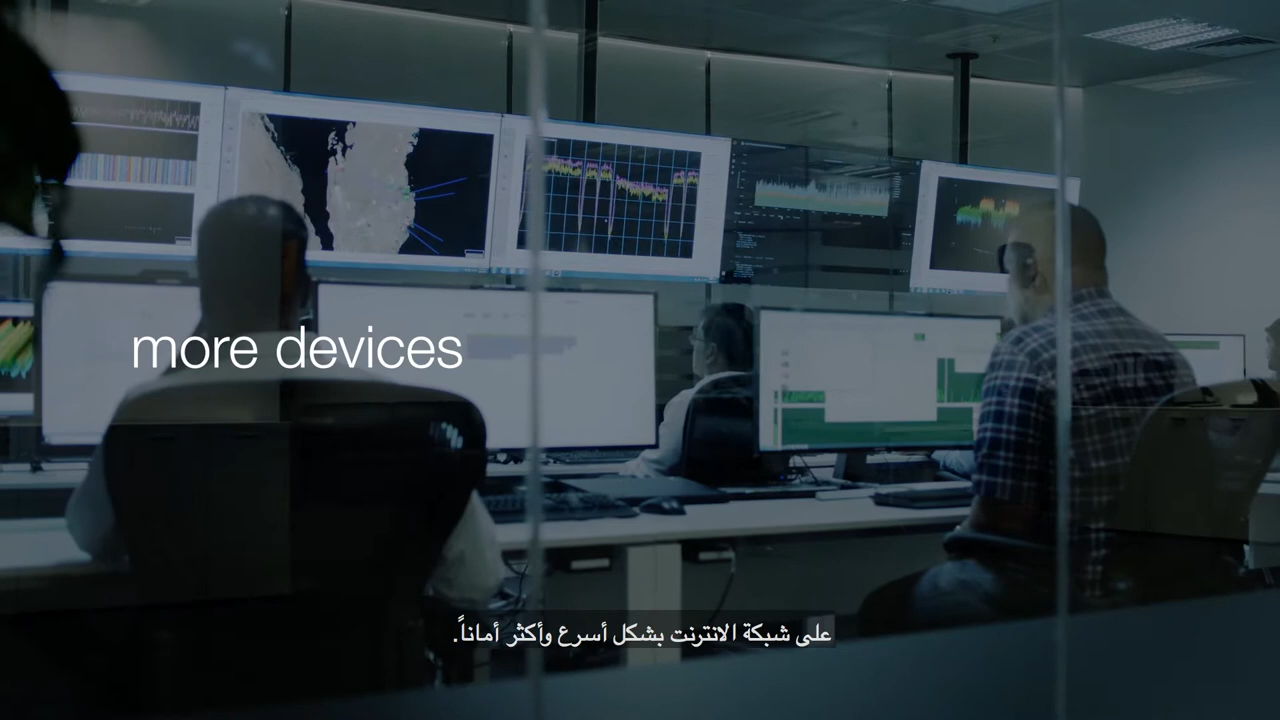 more devices
على شبكة الانترنت بشكل أسرع وأكثر أماناً.